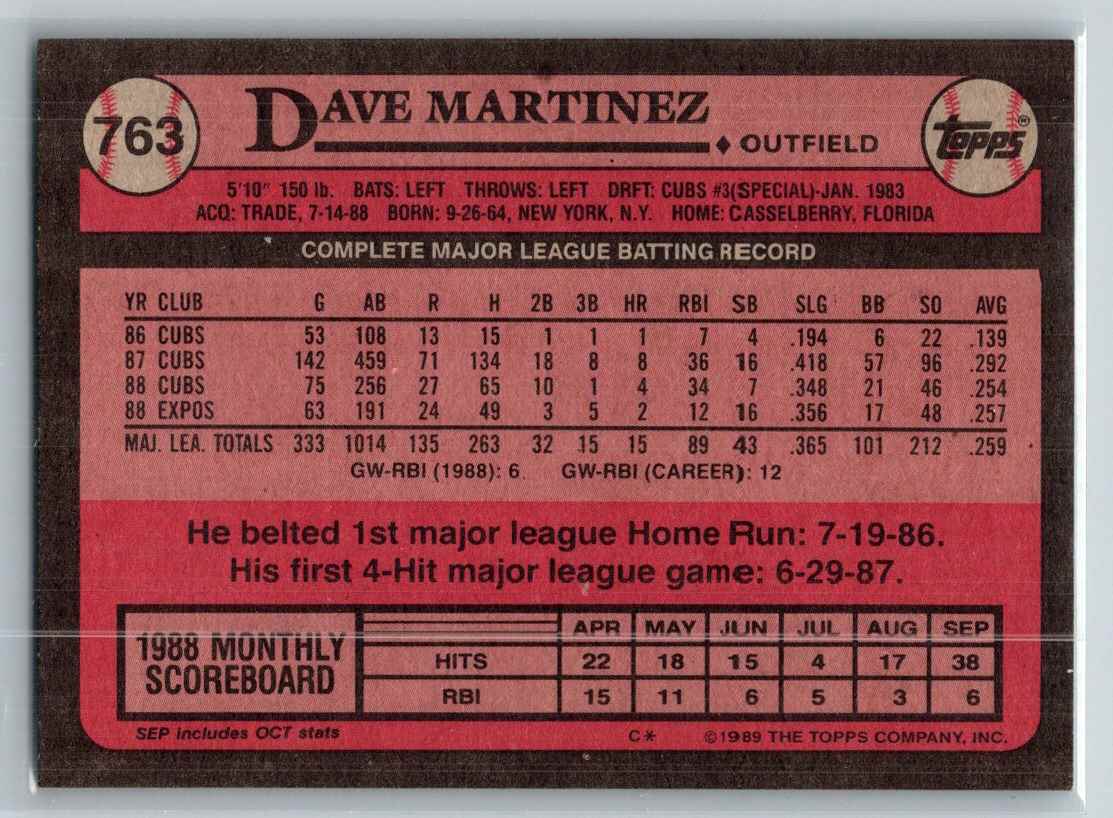 763
DAVE MARTINEZ
♦ OUTFIELD
Topps®
5'10" 150 lb. BATS: LEFT THROWS: LEFT DRFT: CUBS #3(SPECIAL)-JAN. 1983
ACQ: TRADE, 7-14-88 BORN: 9-26-64, NEW YORK, N.Y. HOME: CASSELBERRY, FLORIDA
COMPLETE MAJOR LEAGUE BATTING RECORD
YR CLUB G AB R H 2B 3B HR RBI SB SLG BB SO AVG
86 CUBS 53 108 13 15 1 1 1 7 4 .194 6 22 .139
87 CUBS 142 459 71 134 18 8 8 36 16 .418 57 96 .292
88 CUBS 75 256 27 65 10 1 4 34 7 .348 21 46 .254
88 EXPOS 63 191 24 49 3 5 2 12 16 .356 17 48 .257
MAJ. LEA. TOTALS 333 1014 135 263 32 15 15 89 43 .365 101 212 .259
GW-RBI (1988): 6 GW-RBI (CAREER): 12
He belted 1st major league Home Run: 7-19-86.
His first 4-Hit major league game: 6-29-87.
1988 MONTHLY
SCOREBOARD
APR MAY JUN JUL AUG SEP
HITS 22 18 15 4 17 38
RBI 15 11 6 5 3 6
SEP includes OCT stats
C* ©1989 THE TOPPS COMPANY, INC.